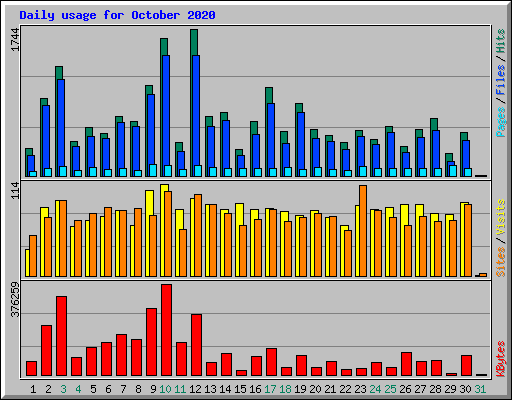 Daily usage for October 2020
1744
Pages / Files / Hits
114
Sites / Visits
376259
KBytes
1 2 3 4 5 6 7 8 9 10 11 12 13 14 15 16 17 18 19 20 21 22 23 24 25 26 27 28 29 30 31